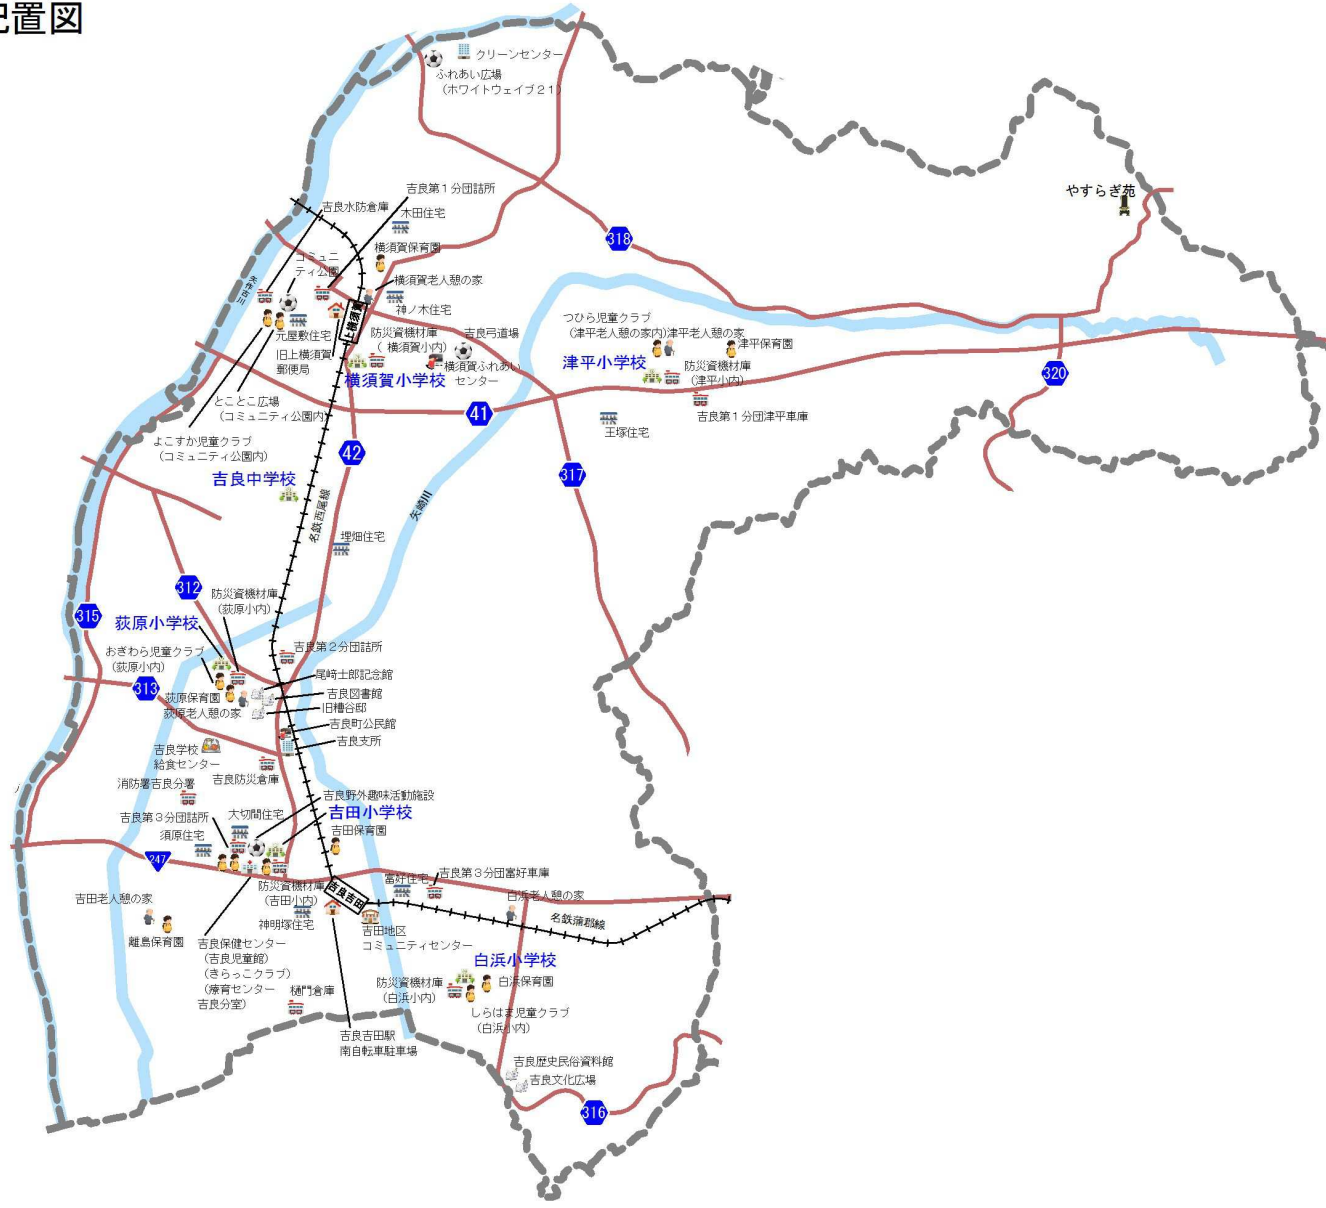 配置図
クリーンセンター
ふれあい広場
(ホワイトウェイブ21)
やすらぎ苑
吉良第1分団詰所
吉良水防倉庫
木田住宅
318
横須賀保育園
コミュニ
ティ公園
横須賀老人憩の家
矢作古川
神ノ木住宅
上横須賀
つひら児童クラブ
(津平老人憩の家内)
津平老人憩の家
元屋敷住宅
防災資機材庫
(横須賀小内)
吉良弓道場
津平保育園
旧上横須賀
郵便局
津平小学校
防災資機材庫
(津平小内)
横須賀ふれあい
センター
320
横須賀小学校
とことこ広場
(コミュニティ公園内)
41
吉良第1分団津平車庫
王塚住宅
よこすか児童クラブ
(コミュニティ公園内)
42
吉良中学校
317
名鉄西尾線
矢崎川
埋畑住宅
312
防災資機材庫
(荻原小内)
315
荻原小学校
おぎわら児童クラブ
(荻原小内)
吉良第2分団詰所
尾崎士郎記念館
313
荻原保育園
吉良図書館
荻原老人憩の家
旧糟谷邸
吉良町公民館
吉良支所
吉良学校
給食センター
吉良防災倉庫
消防署吉良分署
吉良野外趣味活動施設
吉良第3分団詰所
大切間住宅
吉田小学校
須原住宅
吉田保育園
247
吉良第3分団富好車庫
富好住宅
防災資機材庫
(吉田小内)
吉良吉田
白浜老人憩の家
吉田老人憩の家
神明塚住宅
名鉄蒲郡線
離島保育園
吉田地区
コミュニティセンター
吉良保健センター
(吉良児童館)
(きらっこクラブ)
(療育センター
吉良分室)
白浜小学校
防災資機材庫
(白浜小内)
白浜保育園
樋門倉庫
しらはま児童クラブ
(白浜小内)
吉良吉田駅
南自転車駐車場
吉良歴史民俗資料館
吉良文化広場
316